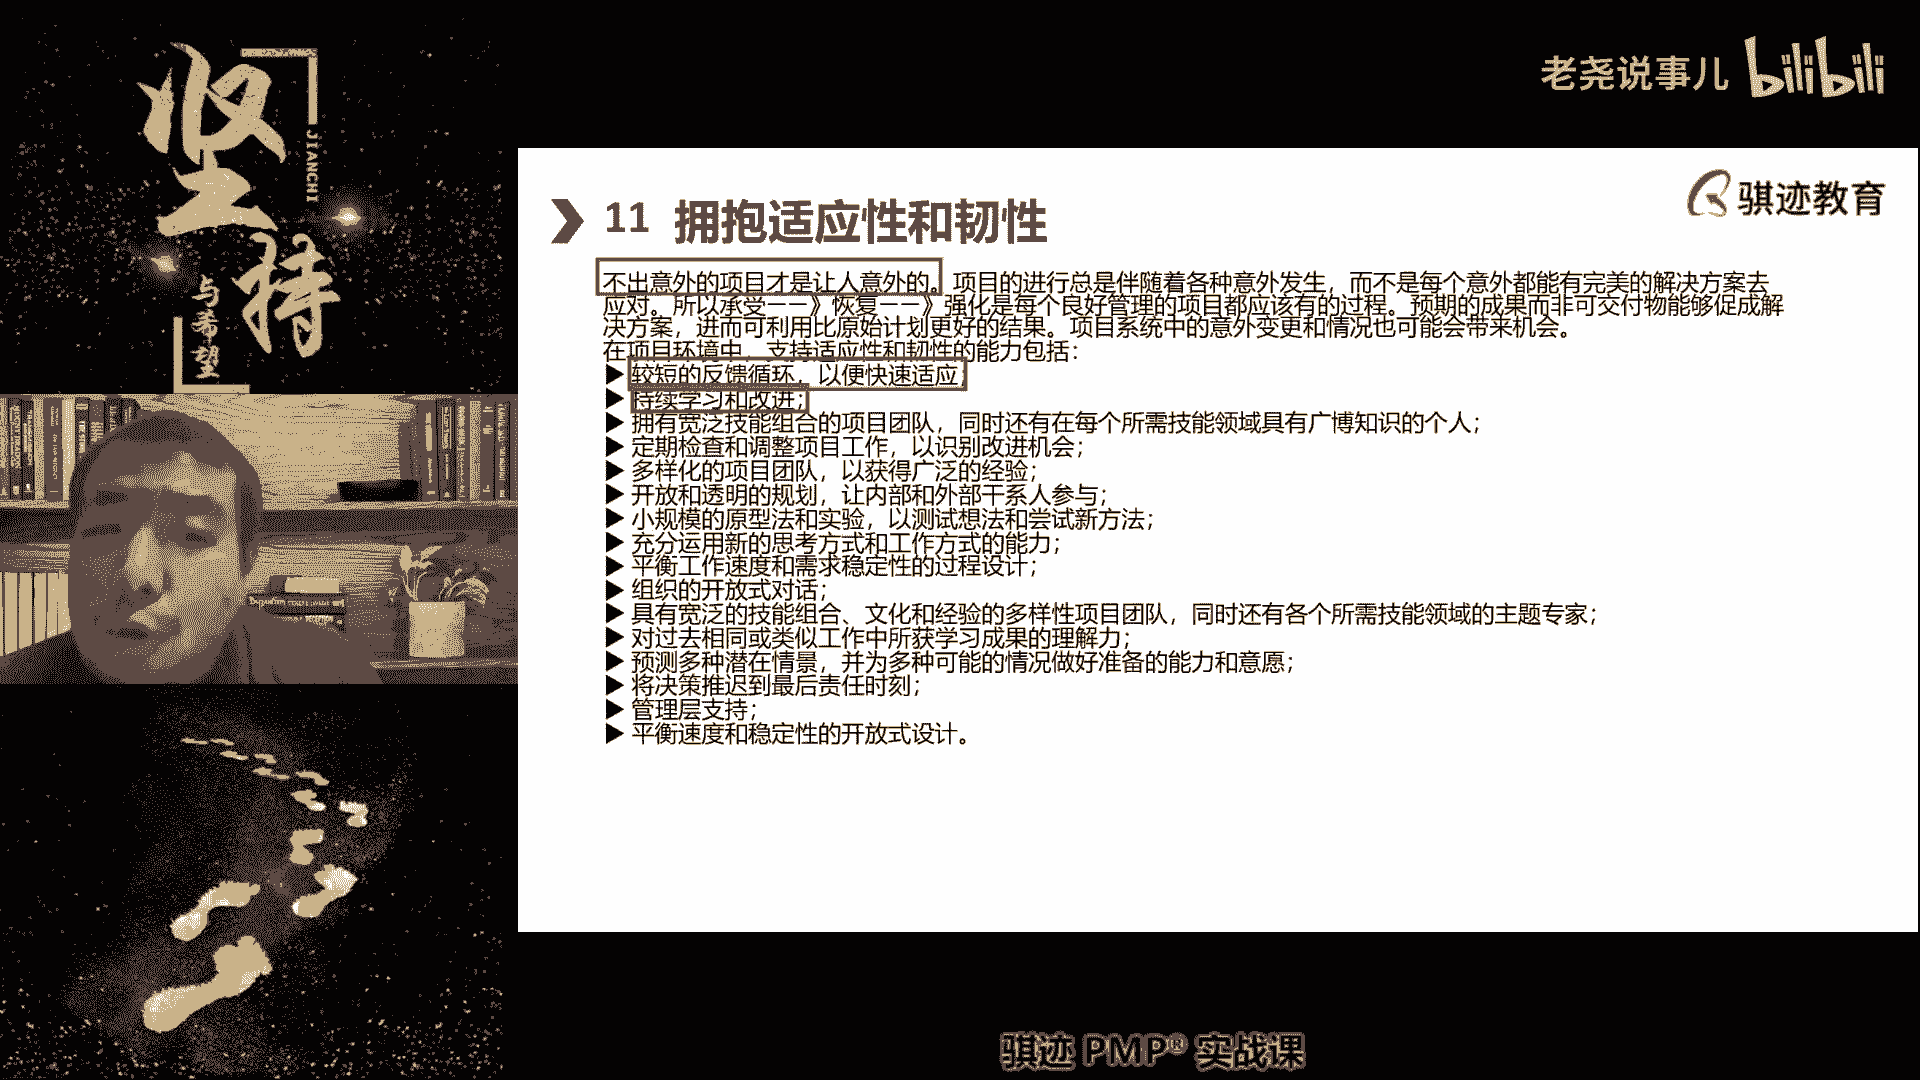 坚持
JIANCHI
与希望
老尧说事儿 bilibili
骐迹教育
11 拥抱适应性和韧性
不出意外的项目才是让人意外的。项目的进行总是伴随着各种意外发生，而不是每个意外都能有完美的解决方案去
应对。所以承受——》恢复——》强化是每个良好管理的项目都应该有的过程。预期的成果而非可交付物能够促成解
决方案，进而可利用比原始计划更好的结果。项目系统中的意外变更和情况也可能会带来机会。
在项目环境中，支持适应性和韧性的能力包括：
▶ 较短的反馈循环，以便快速适应；
▶ 持续学习和改进；
▶ 拥有宽泛技能组合的项目团队，同时还有在每个所需技能领域具有广博知识的个人；
▶ 定期检查和调整项目工作，以识别改进机会；
▶ 多样化的项目团队，以获得广泛的经验；
▶ 开放和透明的规划，让内部和外部干系人参与；
▶ 小规模的原型法和实验，以测试想法和尝试新方法；
▶ 充分运用新的思考方式和工作方式的能力；
▶ 平衡工作速度和需求稳定性的过程设计；
▶ 组织的开放式对话；
▶ 具有宽泛的技能组合、文化和经验的多样性项目团队，同时还有各个所需技能领域的主题专家；
▶ 对过去相同或类似工作中所获学习成果的理解力；
▶ 预测多种潜在情景，并为多种可能的情况做好准备的能力和意愿；
▶ 将决策推迟到最后责任时刻；
▶ 管理层支持；
▶ 平衡速度和稳定性的开放式设计。
骐迹 PMP® 实战课